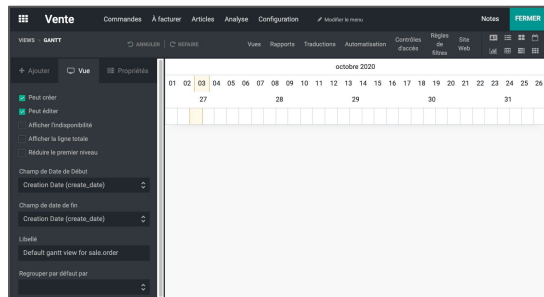 Vente Commandes À facturer Articles Analyse Configuration Modifier le menu Notes FERMER
VIEWS > GANTT ANNULER REFAIRE Vues Rapports Traductions Automatisation Contrôles d'accès Règles de filtres Site Web
+ Ajouter Vue Propriétés
octobre 2020
01 02 03 04 05 06 07 08 09 10 11 12 13 14 15 16 17 18 19 20 21 22 23 24 25 26
27 28 29 30 31
Peut créer
Peut éditer
Afficher l'indisponibilité
Afficher la ligne totale
Réduire le premier niveau
Champ de Date de Début
Creation Date (create_date)
Champ de date de fin
Creation Date (create_date)
Libellé
Default gantt view for sale.order
Regrouper par défaut par